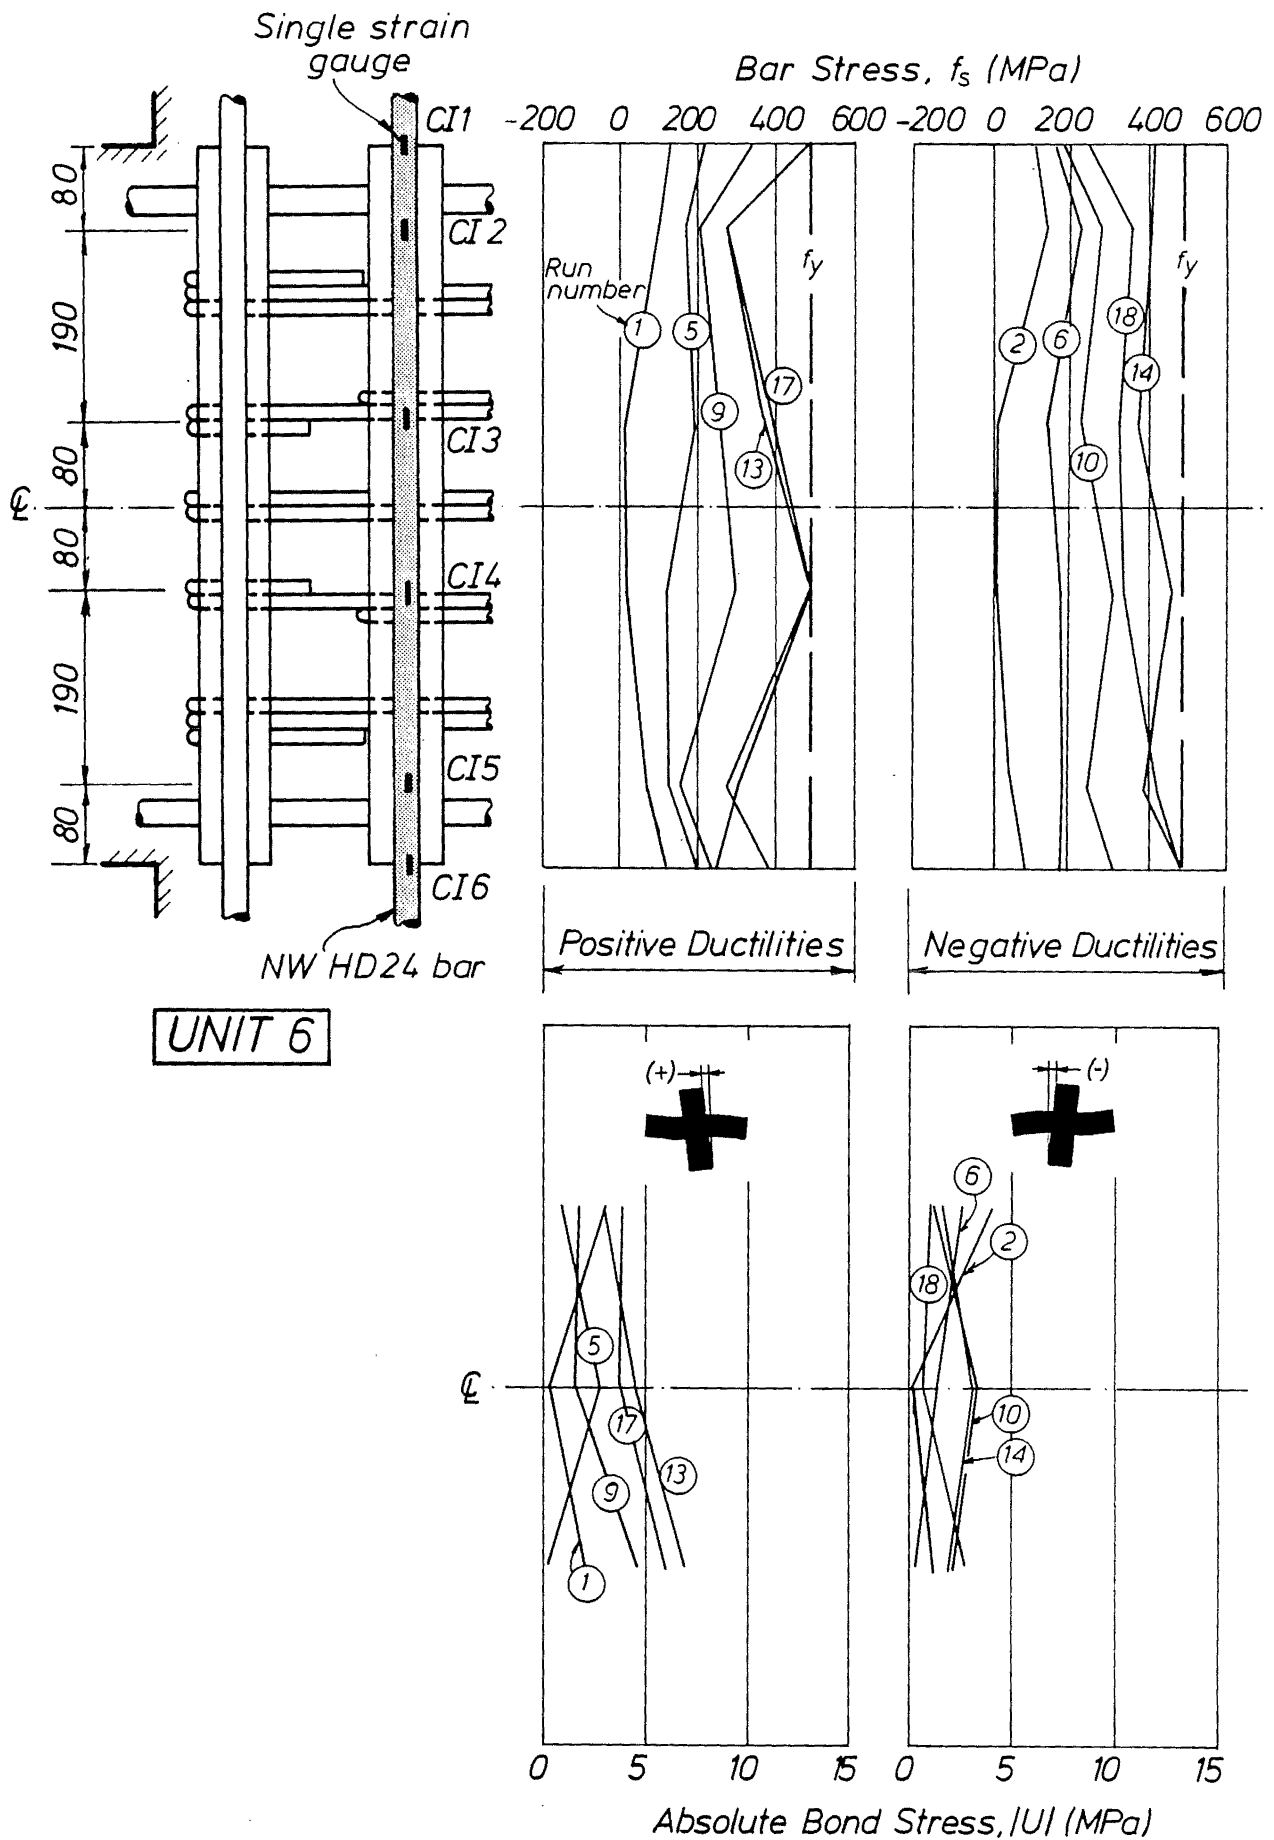 Single strain
gauge
Bar Stress, fs (MPa)
-200 0 200 400 600
-200 0 200 400 600
CI1
CI2
CI3
CI4
CI5
CI6
80
190
80
80
190
80
℄
Run
number
1
5
9
17
13
fy
2
6
18
14
10
fy
NW HD24 bar
Positive Ductilities
Negative Ductilities
UNIT 6
(+)
(-)
5
17
13
9
1
6
2
18
10
14
℄
0 5 10 15
0 5 10 15
Absolute Bond Stress, |U| (MPa)